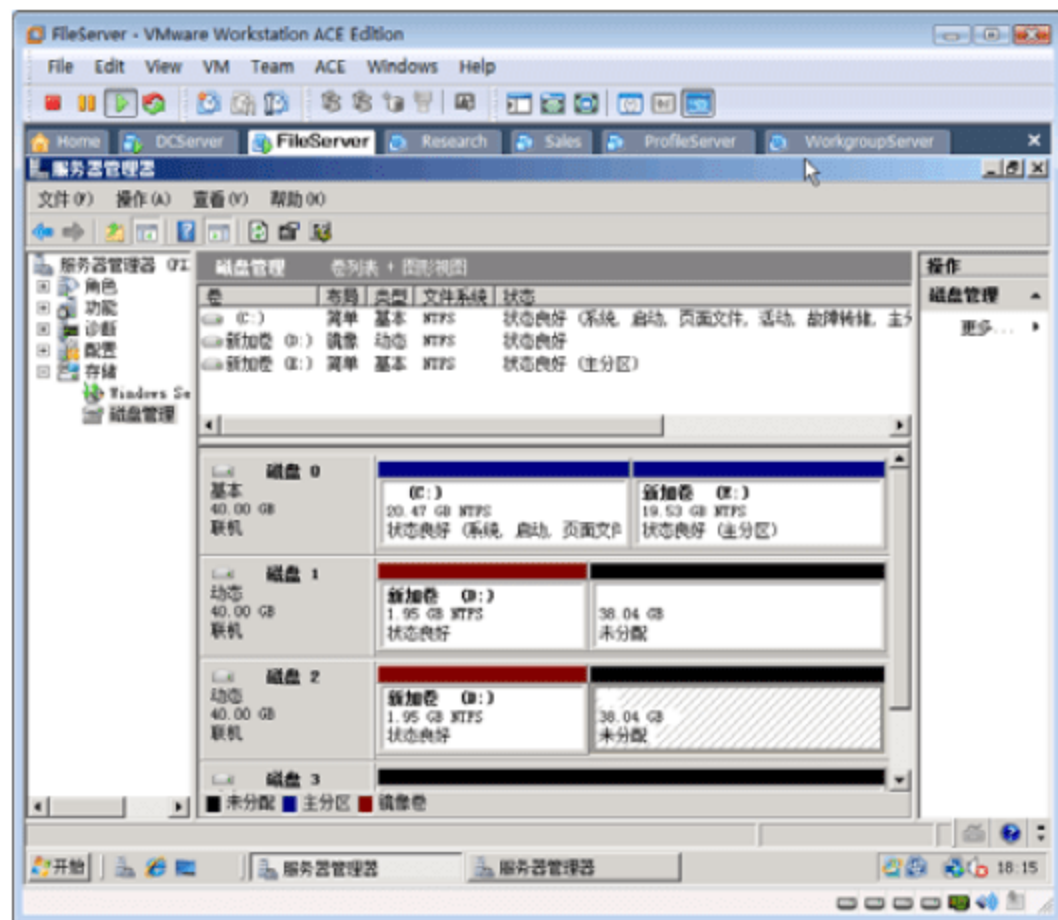 FileServer - VMware Workstation ACE Edition
File Edit View VM Team ACE Windows Help
Home DCServer FileServer Research Sales ProfileServer WorkgroupServer
服务器管理器
文件(F) 操作(A) 查看(V) 帮助(H)
服务器管理器 (FI
角色
功能
诊断
配置
存储
Windows Se
磁盘管理
磁盘管理 卷列表 + 图形视图
卷 布局 类型 文件系统 状态
(C:) 简单 基本 NTFS 状态良好 (系统, 启动, 页面文件, 活动, 故障转储, 主分
新加卷 (D:) 镜像 动态 NTFS 状态良好
新加卷 (E:) 简单 基本 NTFS 状态良好 (主分区)
磁盘 0
基本
40.00 GB
联机
(C:)
20.47 GB NTFS
状态良好 (系统, 启动, 页面文件
新加卷 (E:)
19.53 GB NTFS
状态良好 (主分区)
磁盘 1
动态
40.00 GB
联机
新加卷 (D:)
1.95 GB NTFS
状态良好
38.04 GB
未分配
磁盘 2
动态
40.00 GB
联机
新加卷 (D:)
1.95 GB NTFS
状态良好
38.04 GB
未分配
磁盘 3
未分配 主分区 镜像卷
操作
磁盘管理
更多...
开始 服务器管理器 服务器管理器 18:15